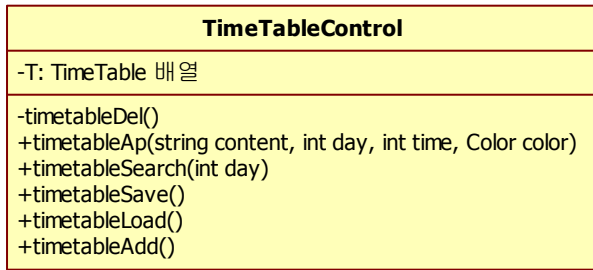 TimeTableControl
-T: TimeTable 배열
-timetableDel()
+timetableAp(string content, int day, int time, Color color)
+timetableSearch(int day)
+timetableSave()
+timetableLoad()
+timetableAdd()